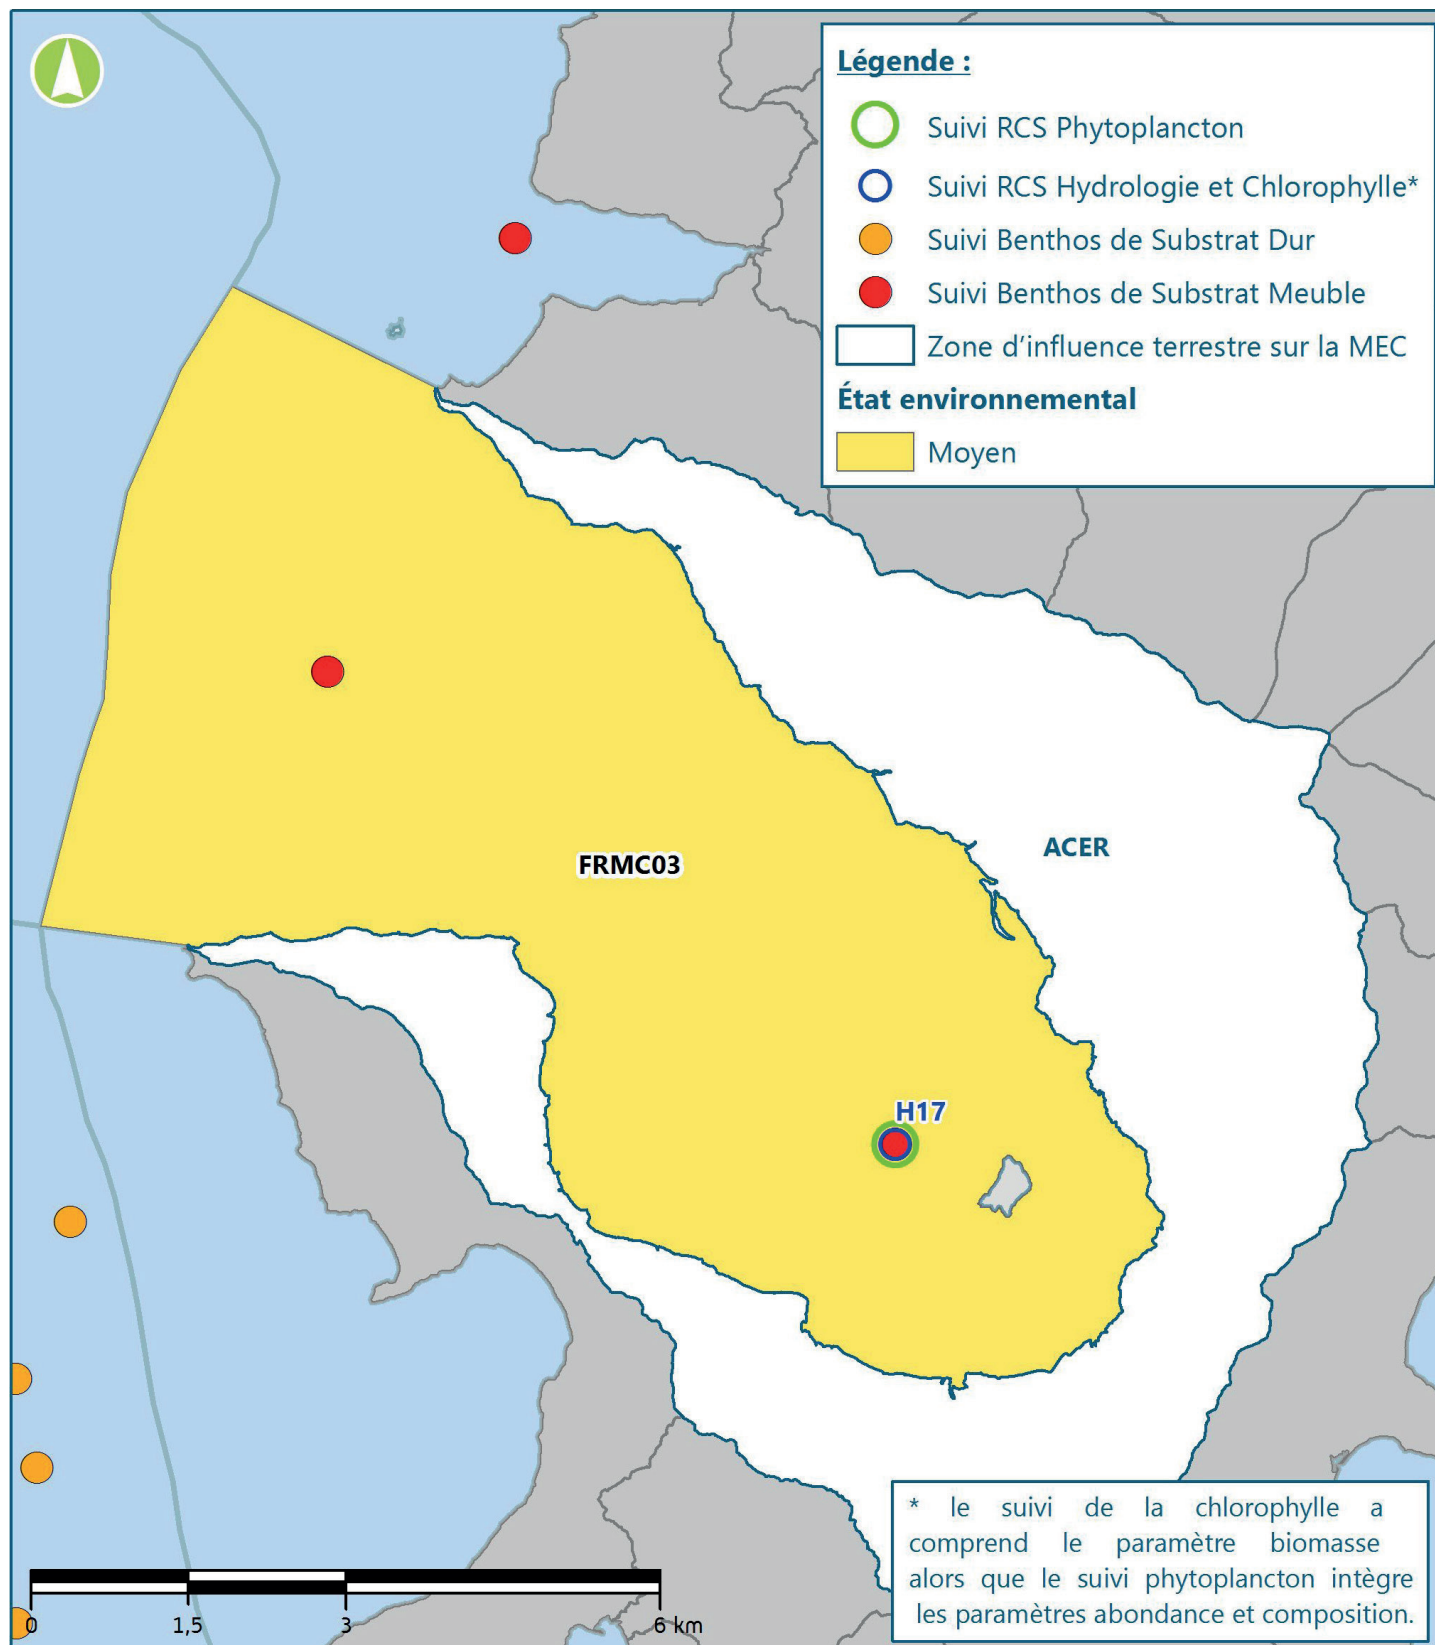 Légende :
Suivi RCS Phytoplancton
Suivi RCS Hydrologie et Chlorophylle*
Suivi Benthos de Substrat Dur
Suivi Benthos de Substrat Meuble
Zone d'influence terrestre sur la MEC
État environnemental
Moyen
ACER
FRMC03
H17
* le suivi de la chlorophylle a
comprend le paramètre biomasse
alors que le suivi phytoplancton intègre
les paramètres abondance et composition.
0 1,5 3 6 km